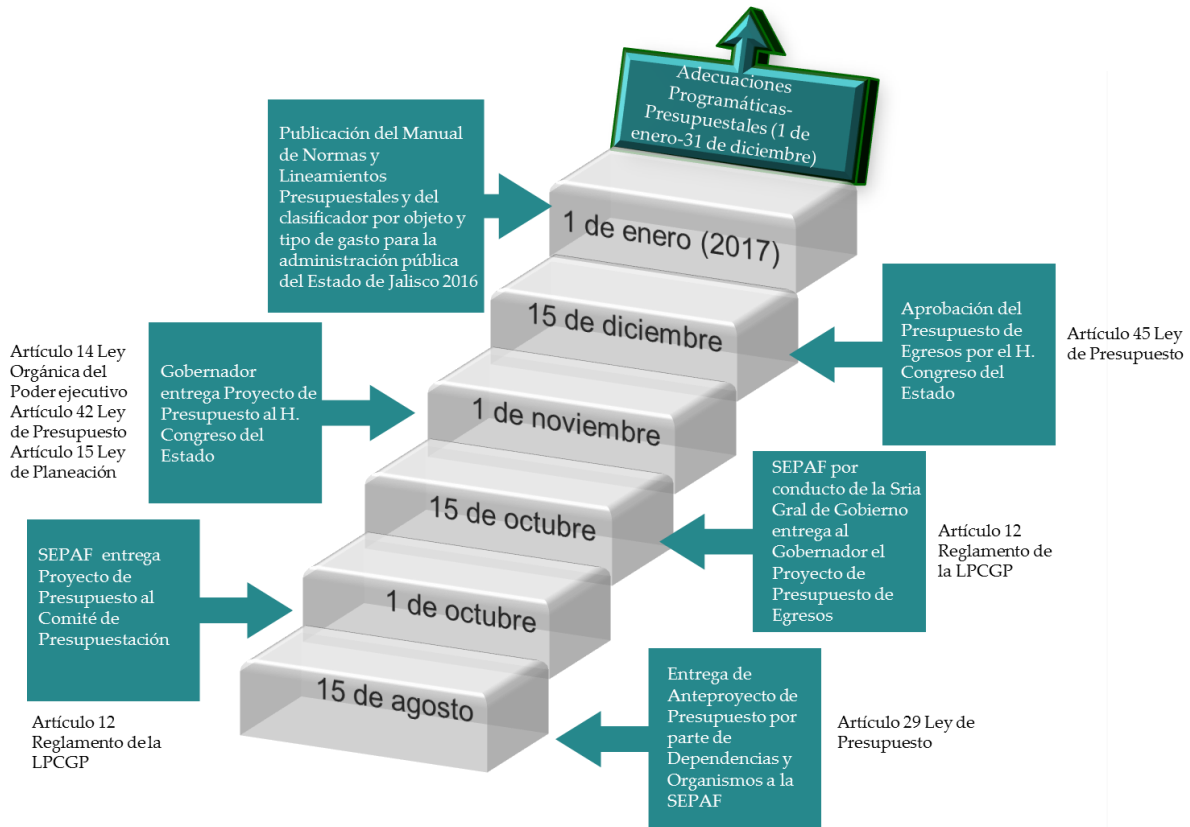 Adecuaciones
Programáticas-
Presupuestales (1 de
enero-31 de diciembre)
Publicación del Manual
de Normas y
Lineamientos
Presupuestales y del
clasificador por objeto y
tipo de gasto para la
administración pública
del Estado de Jalisco 2016
1 de enero (2017)
15 de diciembre
Aprobación del
Presupuesto de
Egresos por el H.
Congreso del
Estado
Artículo 45 Ley
de Presupuesto
Artículo 14 Ley
Orgánica del
Poder ejecutivo
Artículo 42 Ley
de Presupuesto
Artículo 15 Ley
de Planeación
Gobernador
entrega Proyecto de
Presupuesto al H.
Congreso del
Estado
1 de noviembre
15 de octubre
SEPAF por
conducto de la Sria
Gral de Gobierno
entrega al
Gobernador el
Proyecto de
Presupuesto de
Egresos
Artículo 12
Reglamento de
la LPCGP
SEPAF entrega
Proyecto de
Presupuesto al
Comité de
Presupuestación
Artículo 12
Reglamento de la
LPCGP
1 de octubre
15 de agosto
Entrega de
Anteproyecto de
Presupuesto por
parte de
Dependencias y
Organismos a la
SEPAF
Artículo 29 Ley de
Presupuesto